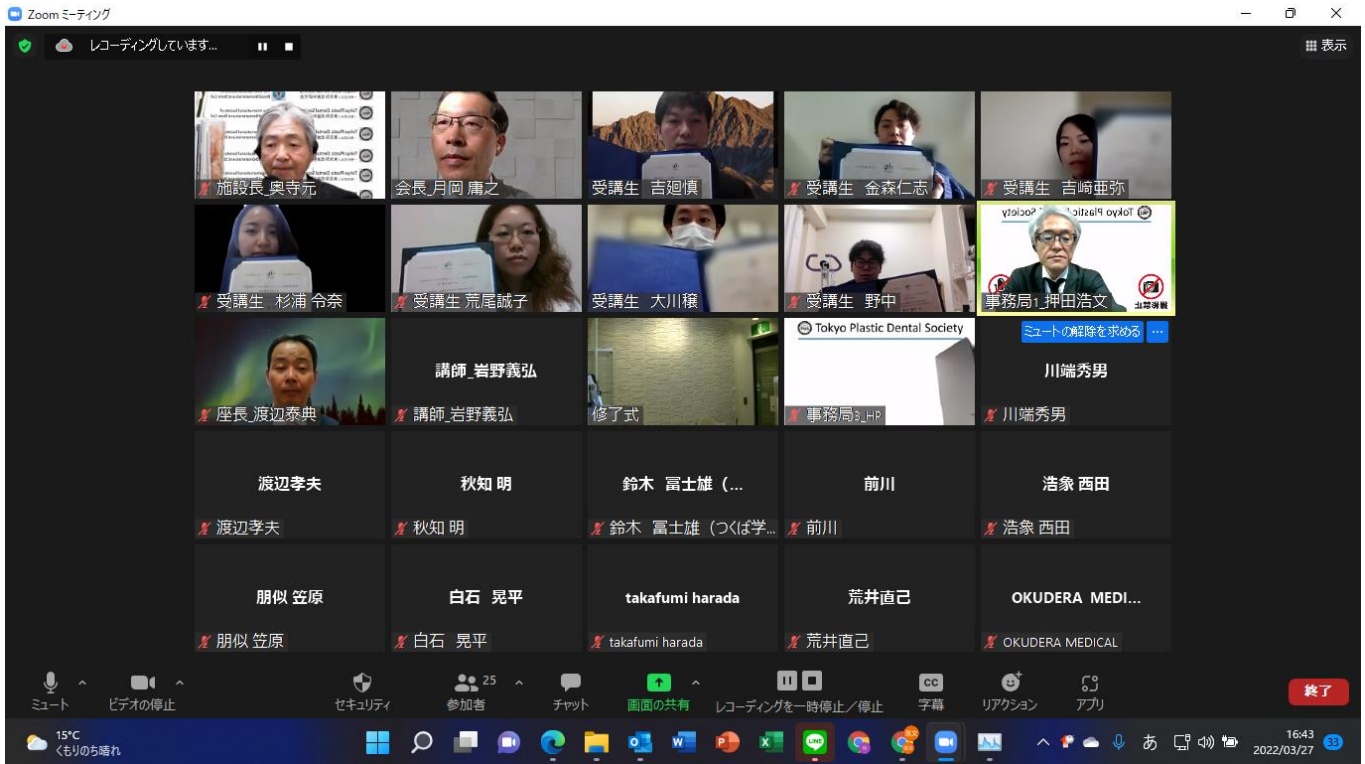 Zoom ミーティング
レコーディングしています...
表示
施設長_奥寺元
会長_月岡 庸之
受講生 吉廻慎
受講生 金森仁志
受講生 吉崎亜弥
受講生 杉浦 令奈
受講生 荒尾誠子
受講生 大川穣
受講生 野中
事務局1_押田浩文
ミュートの解除を求める ...
座長_渡辺泰典
講師_岩野義弘
講師_岩野義弘
修了式
Tokyo Plastic Dental Society
事務局3_HP
川端秀男
川端秀男
渡辺孝夫
渡辺孝夫
秋知 明
秋知 明
鈴木 冨士雄 (...
鈴木 冨士雄（つくば学...
前川
前川
浩象 西田
浩象 西田
朋似 笠原
朋似 笠原
白石 晃平
白石 晃平
takafumi harada
takafumi harada
荒井直己
荒井直己
OKUDERA MEDI...
OKUDERA MEDICAL
ミュート
ビデオの停止
セキュリティ
25
参加者
チャット
画面の共有
レコーディングを一時停止／停止
CC
字幕
リアクション
アプリ
終了
15°C
くもりのち晴れ
あ
16:43
2022/03/27
33